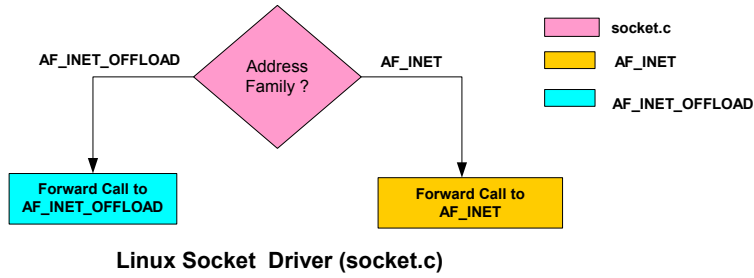 AF_INET_OFFLOAD
Address
Family ?
AF_INET
socket.c
AF_INET
AF_INET_OFFLOAD
Forward Call to
AF_INET_OFFLOAD
Forward Call to
AF_INET
Linux Socket Driver (socket.c)